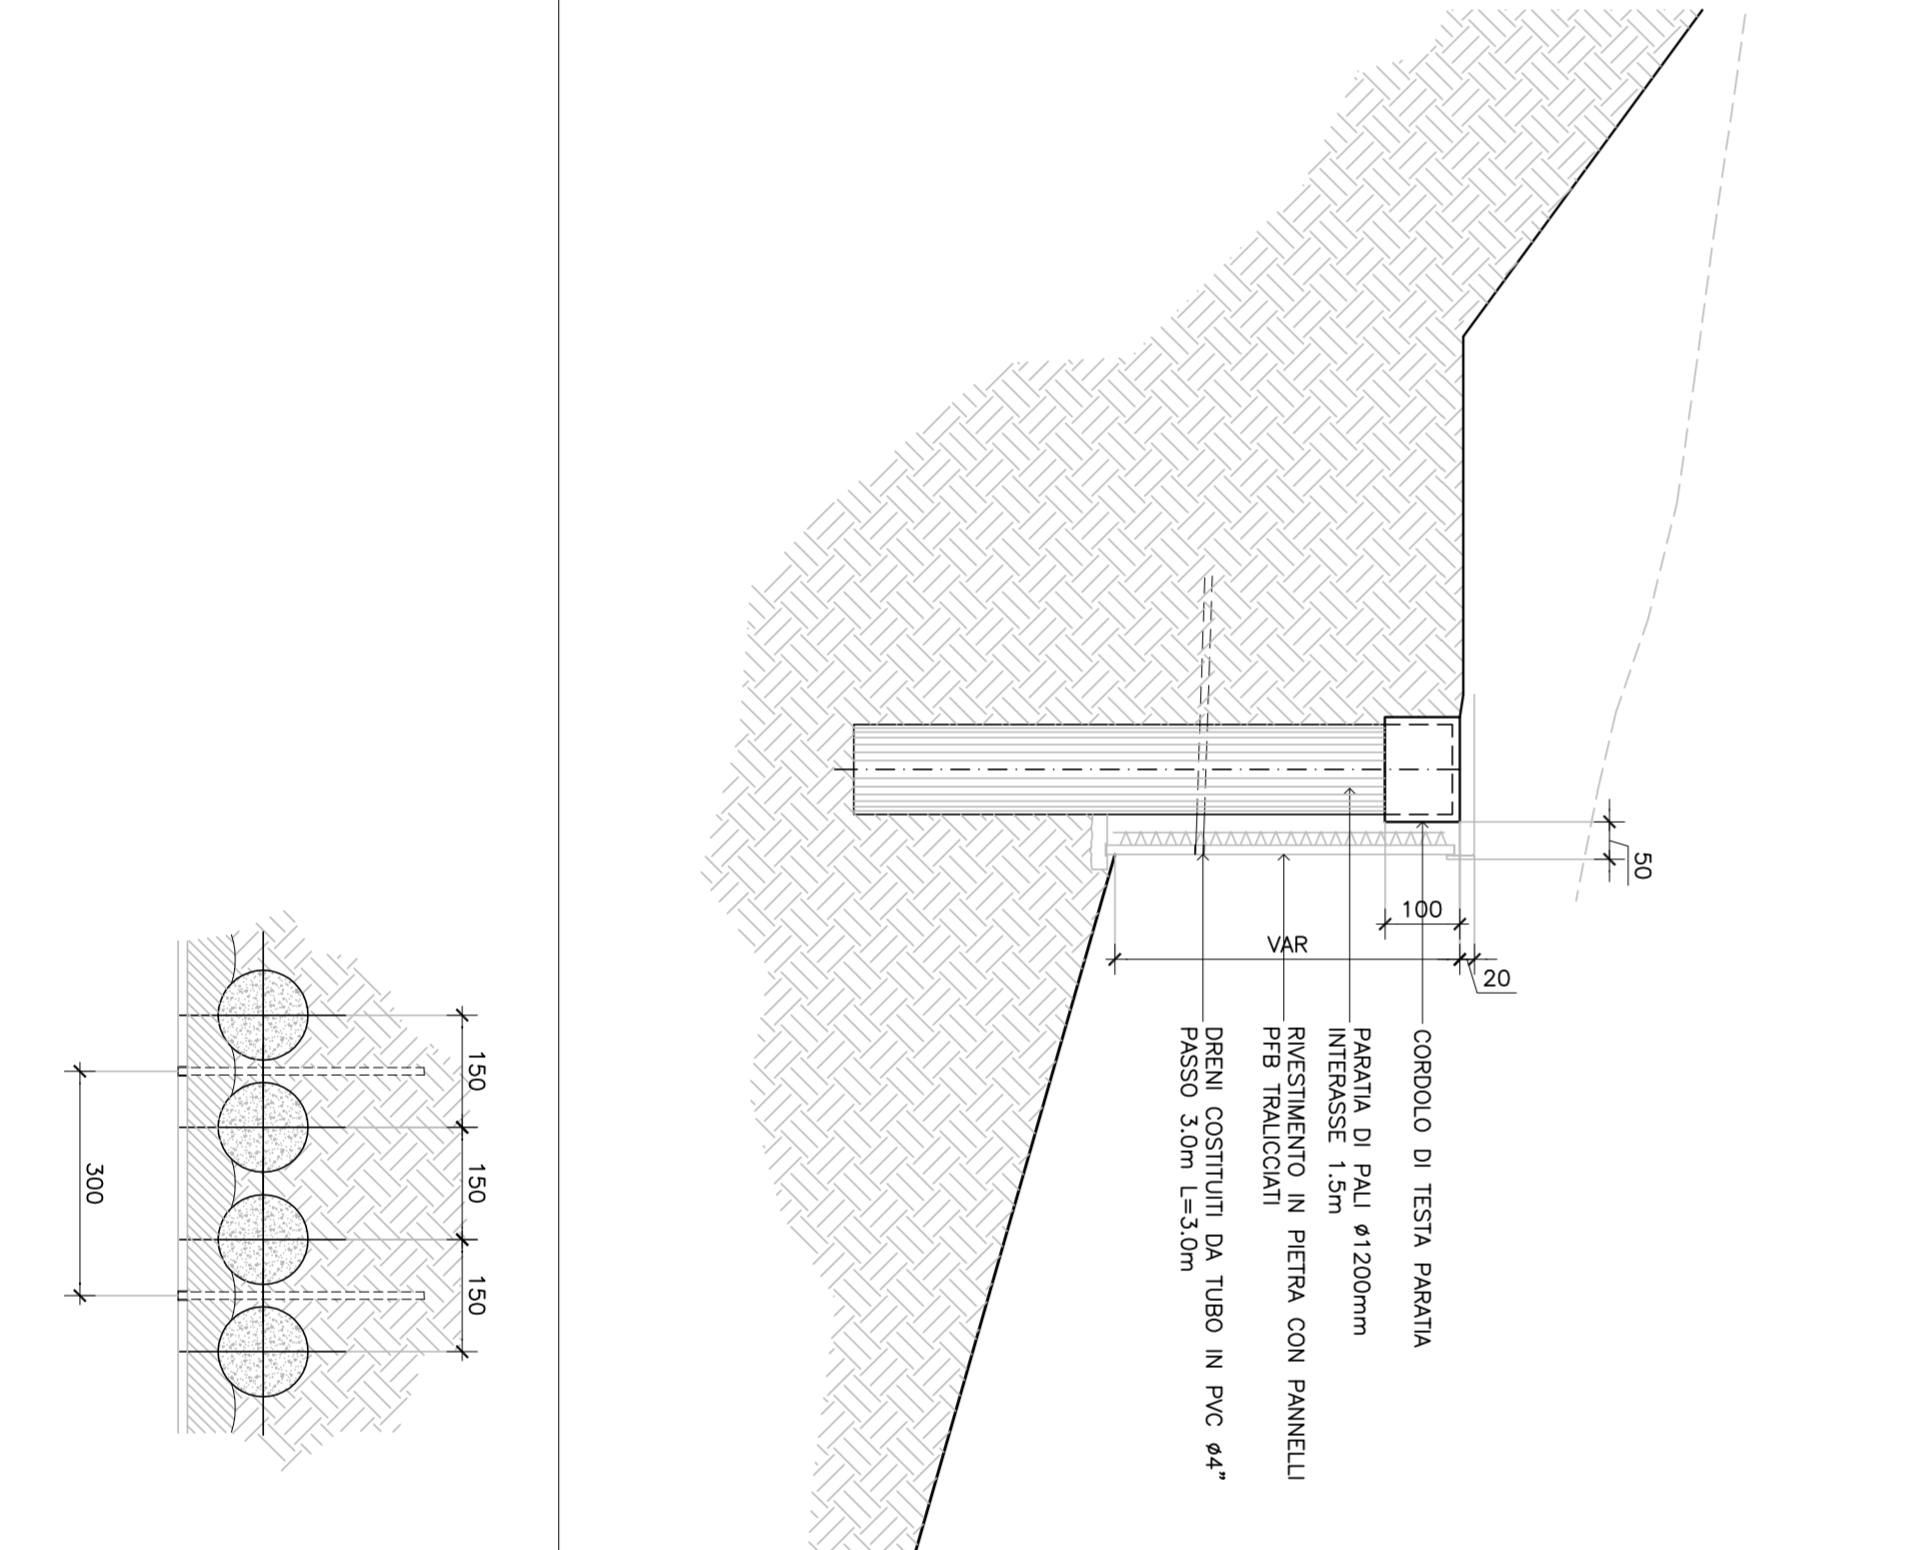 50
100
VAR
20
CORDOLO DI TESTA PARATIA
PARATIA DI PALI ø1200mm
INTERASSE 1.5m
RIVESTIMENTO IN PIETRA CON PANNELLI
PFB TRALICCIATI
DRENI COSTITUITI DA TUBO IN PVC ø4"
PASSO 3.0m L=3.0m
150
150
150
300